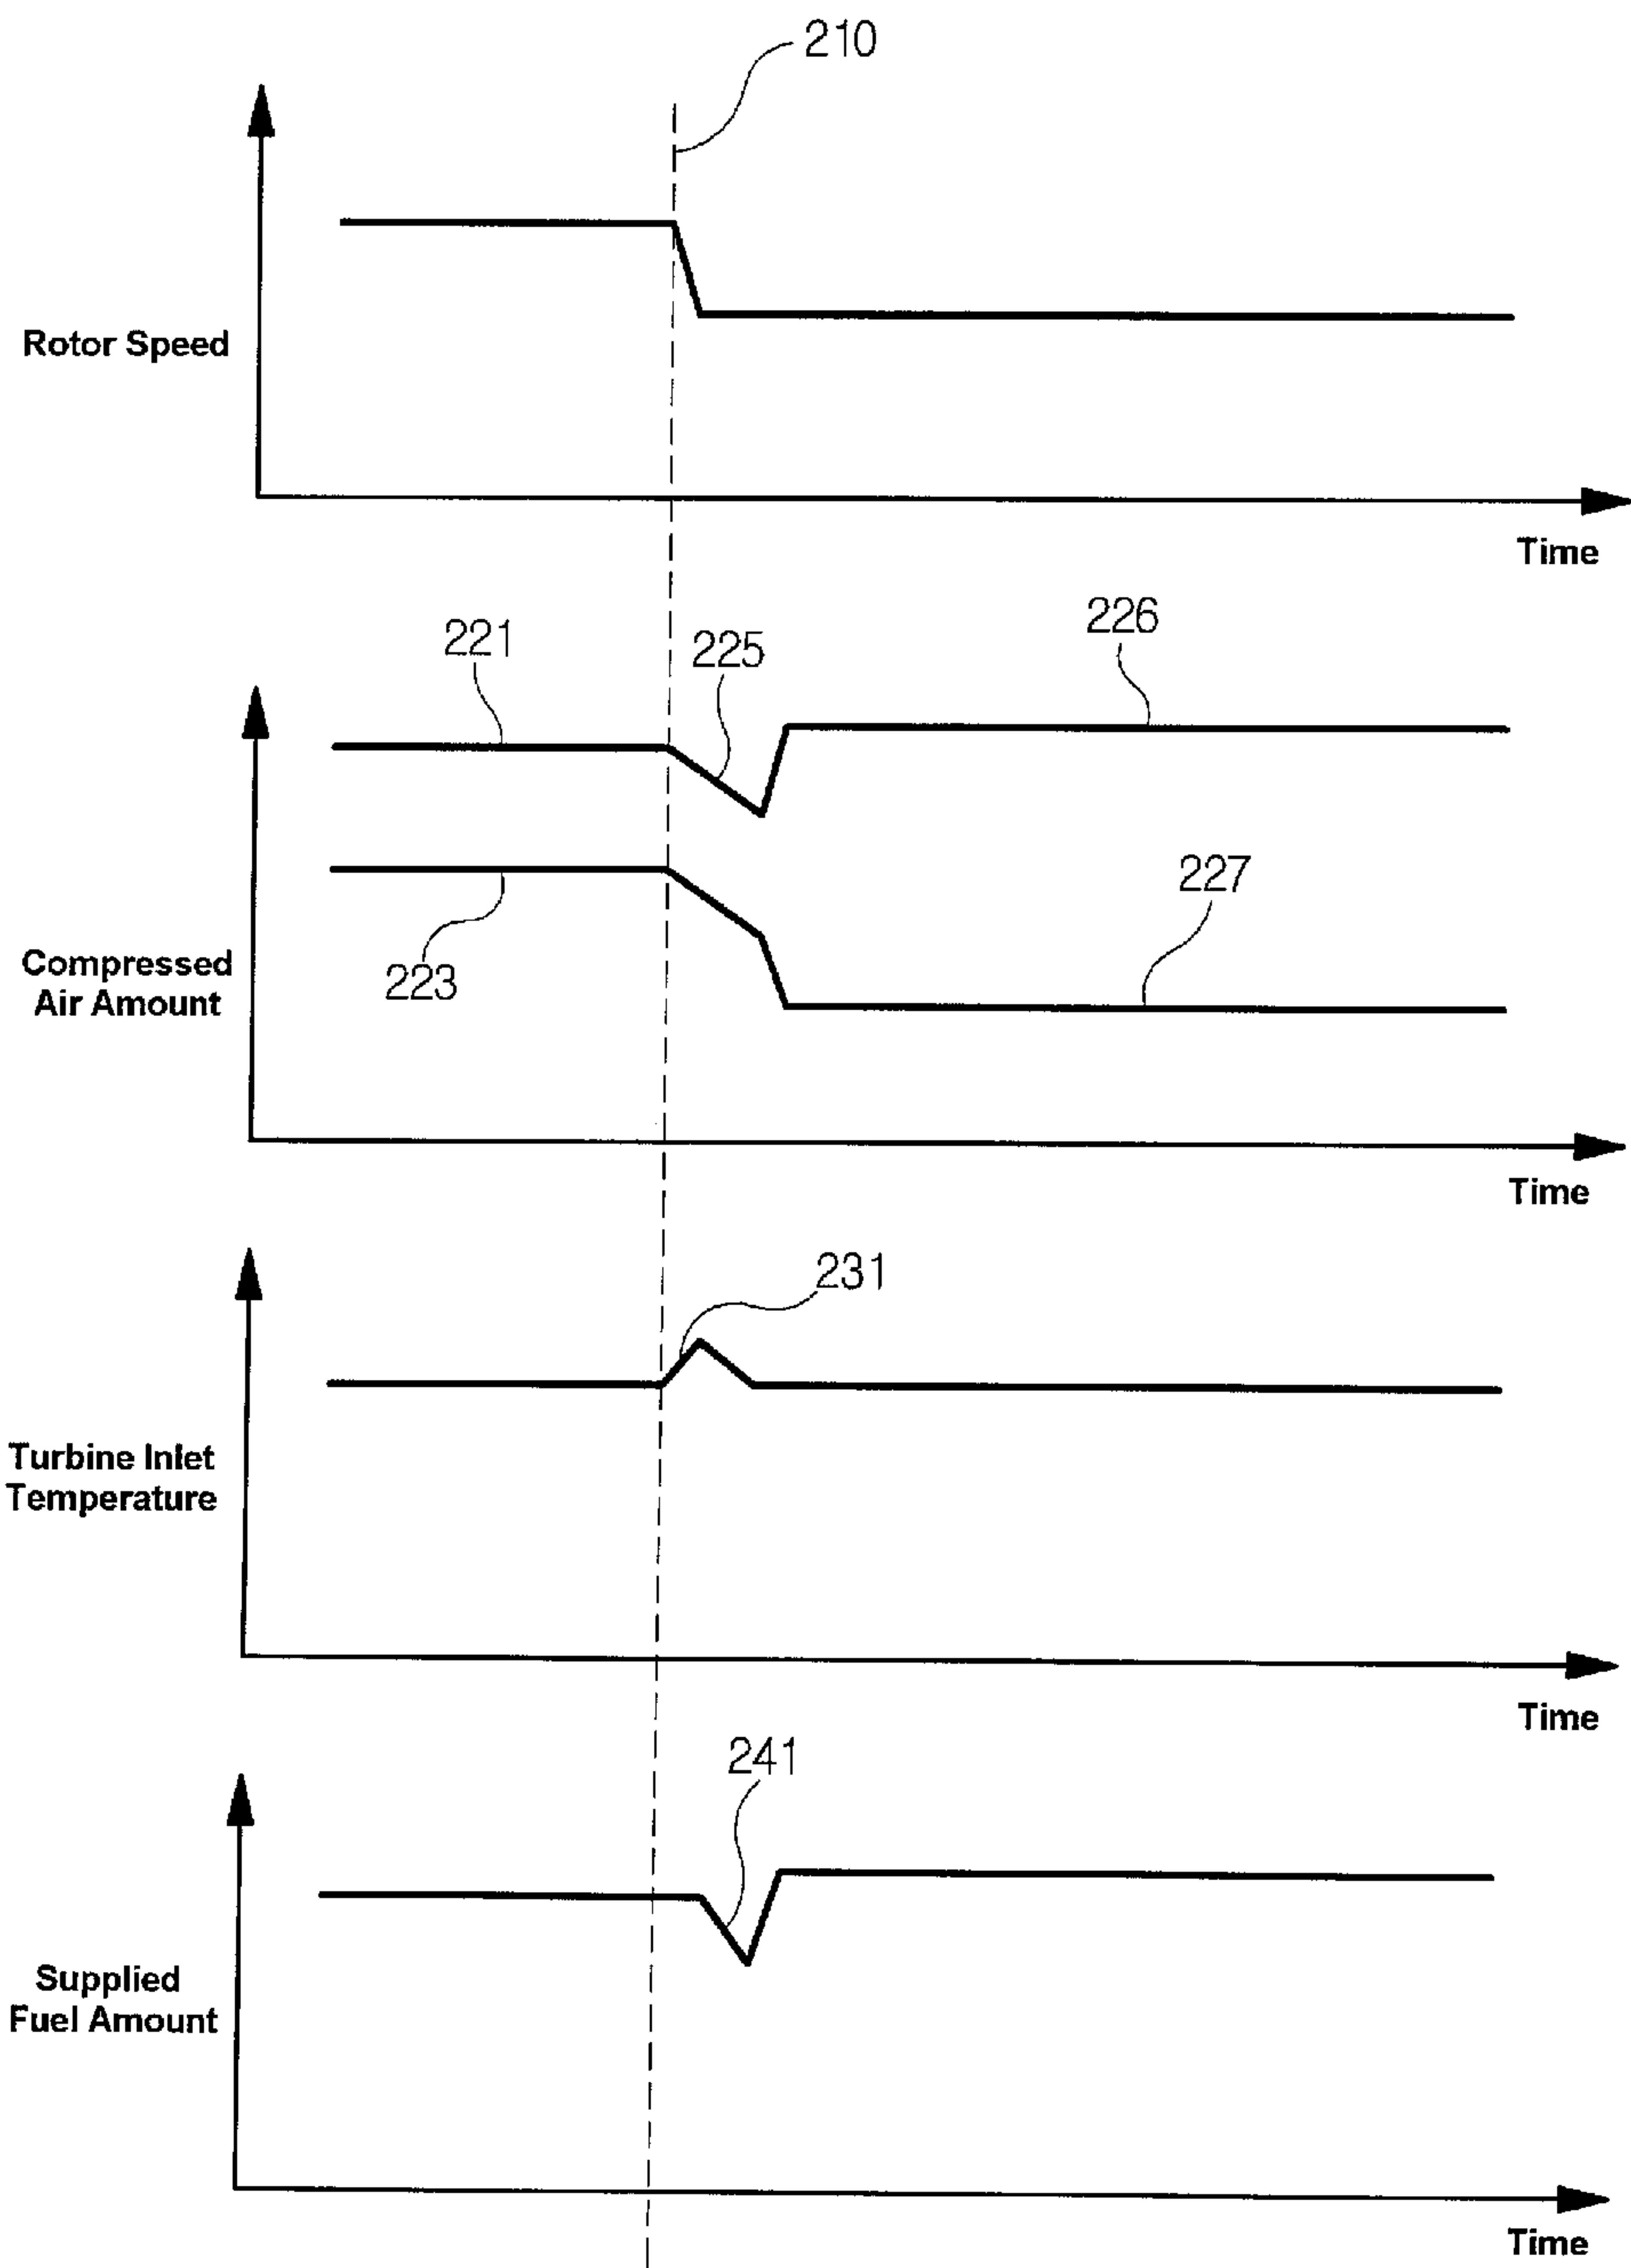 210
Rotor Speed
Time
221
225
226
223
227
Compressed
Air Amount
Time
231
Turbine Inlet
Temperature
Time
241
Supplied
Fuel Amount
Time